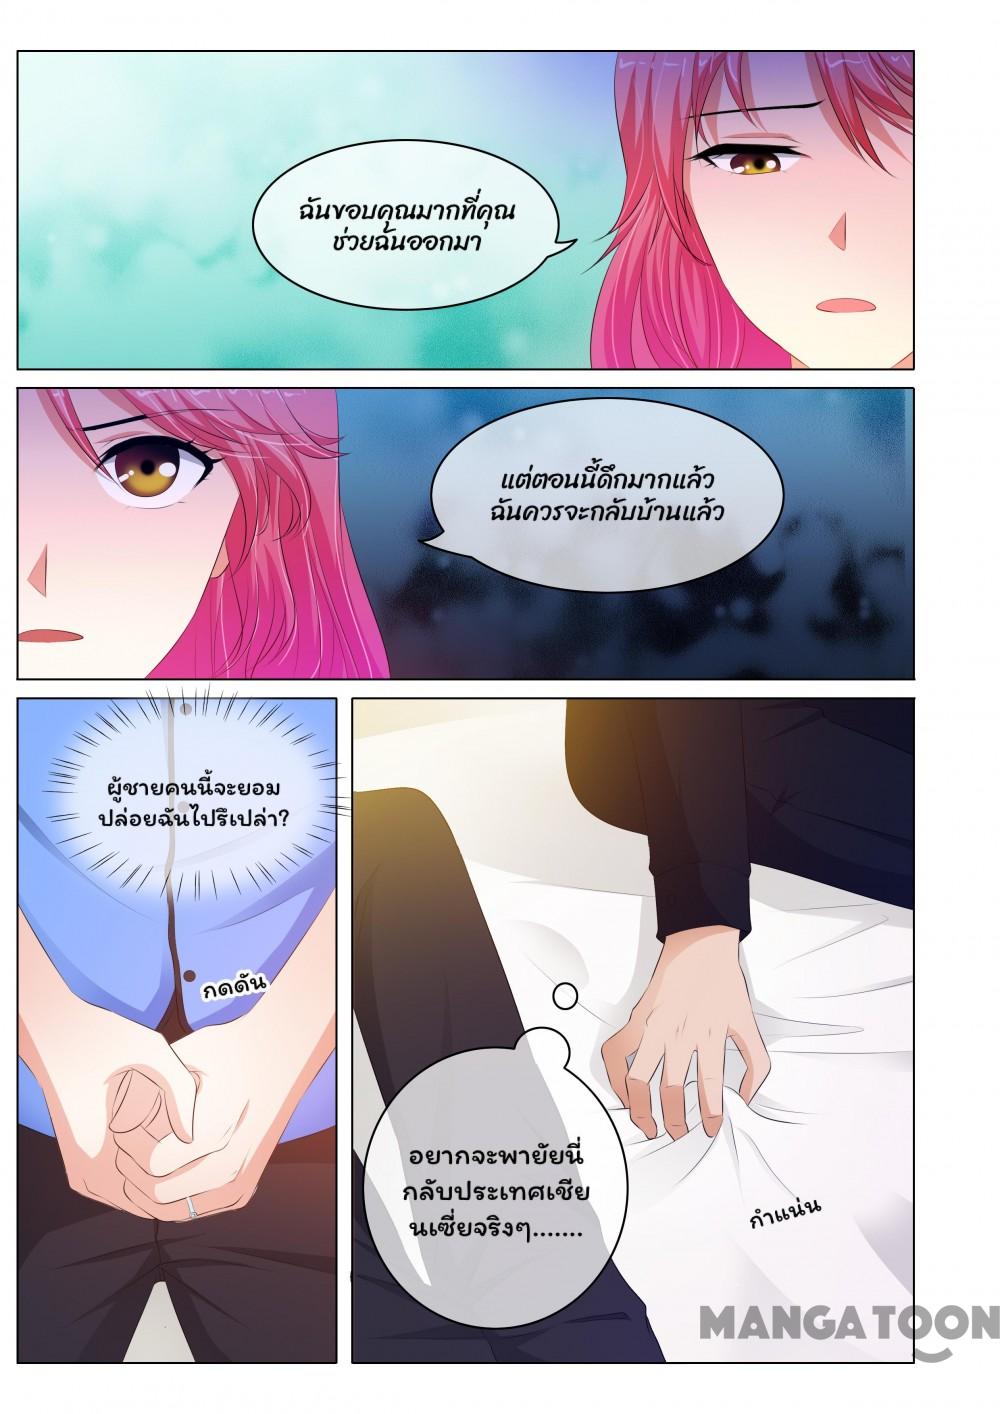 ฉันขอบคุณมากที่คุณ
ช่วยฉันออกมา
แต่ตอนนี้ดึกมากแล้ว
ฉันควรจะกลับบ้านแล้ว
ผู้ชายคนนี้จะยอม
ปล่อยฉันไปรึเปล่า?
กดดัน
อยากจะพายัยนี่
กลับประเทศเชีย
นเซี่ยจริงๆ.......
กำแน่น
MANGATOON